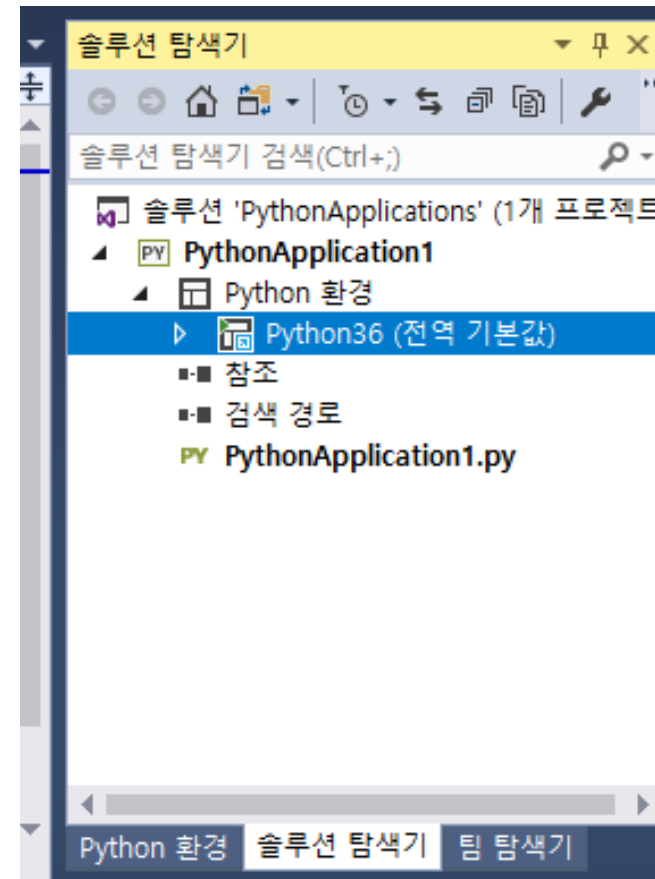 솔루션 탐색기
솔루션 탐색기 검색(Ctrl+;)
솔루션 'PythonApplications' (1개 프로젝트
PY PythonApplication1
Python 환경
Python36 (전역 기본값)
참조
검색 경로
PY PythonApplication1.py
Python 환경 솔루션 탐색기 팀 탐색기